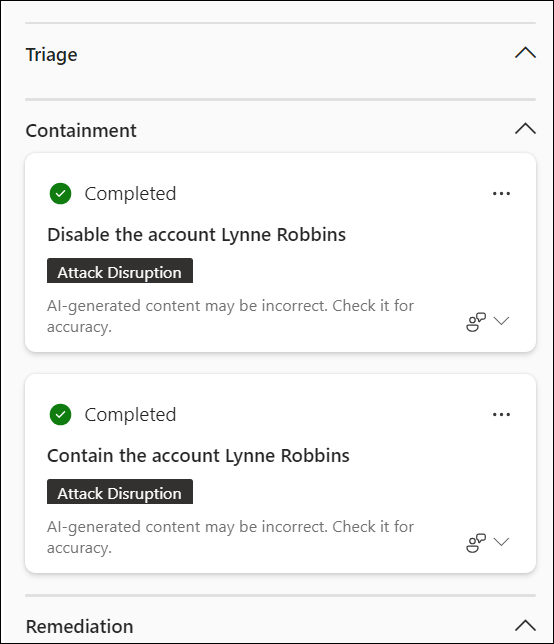 Triage
Containment
Completed
Disable the account Lynne Robbins
Attack Disruption
AI-generated content may be incorrect. Check it for
accuracy.
Completed
Contain the account Lynne Robbins
Attack Disruption
AI-generated content may be incorrect. Check it for
accuracy.
Remediation